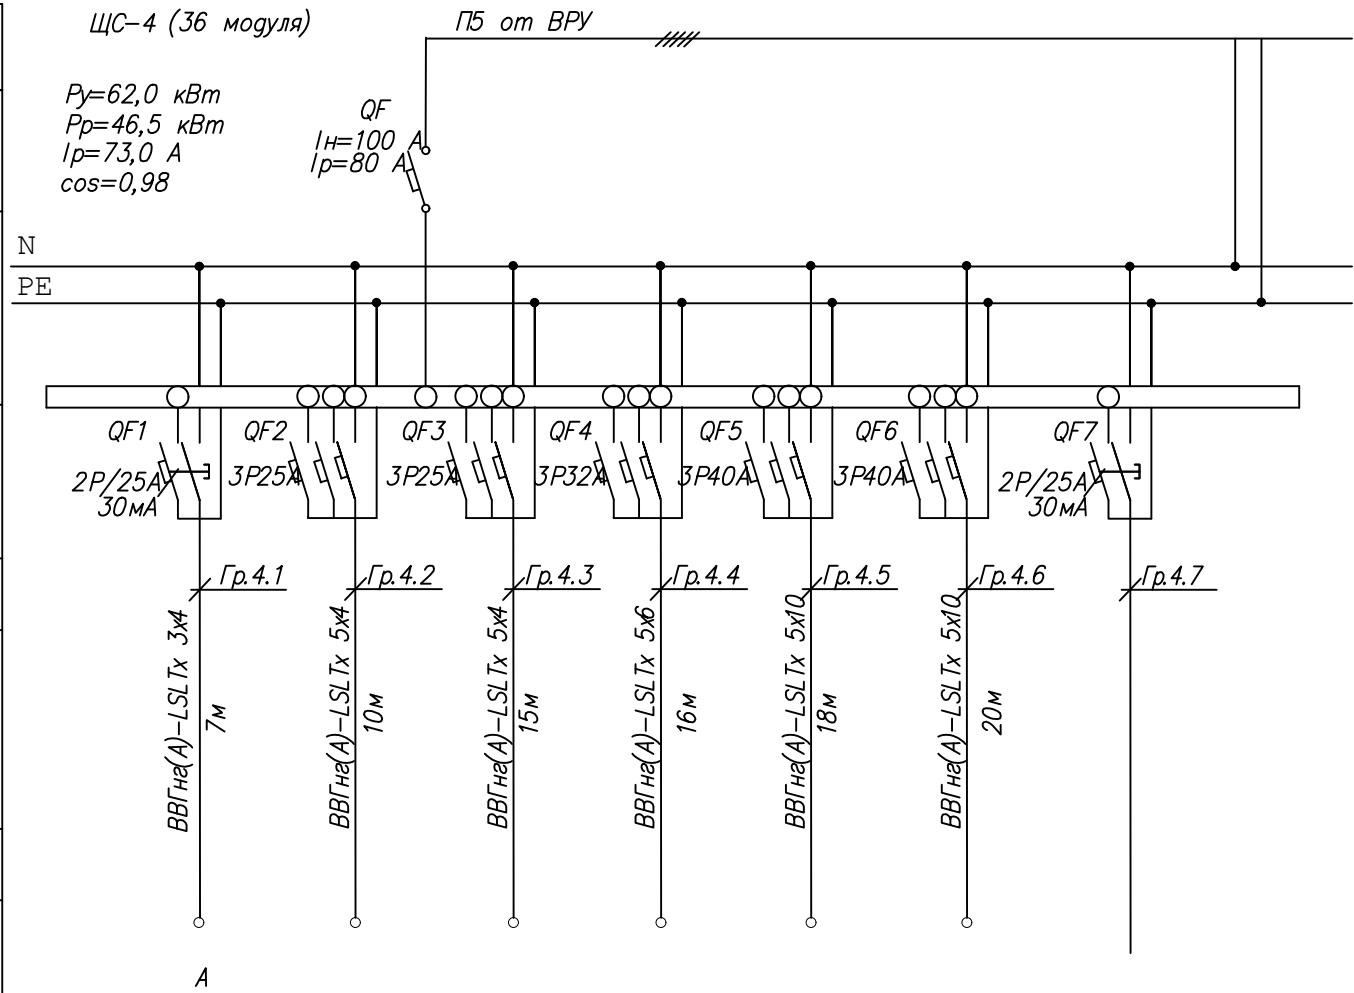 ЩС-4 (36 модуля)
П5 от ВРУ
Ру=62,0 кВт
Рр=46,5 кВт
Iр=73,0 А
cos=0,98
QF
Iн=100 А
Iр=80 А
N
PE
QF1
2P/25A
30мА
QF2
3P25A
QF3
3P25A
QF4
3P32A
QF5
3P40A
QF6
3P40A
QF7
2P/25A
30мА
Гр.4.1
Гр.4.2
Гр.4.3
Гр.4.4
Гр.4.5
Гр.4.6
Гр.4.7
ВВГнг(А)-LSLTx 3х4
7м
ВВГнг(А)-LSLTx 5х4
10м
ВВГнг(А)-LSLTx 5х4
15м
ВВГнг(А)-LSLTx 5х6
16м
ВВГнг(А)-LSLTx 5х10
18м
ВВГнг(А)-LSLTx 5х10
20м
А